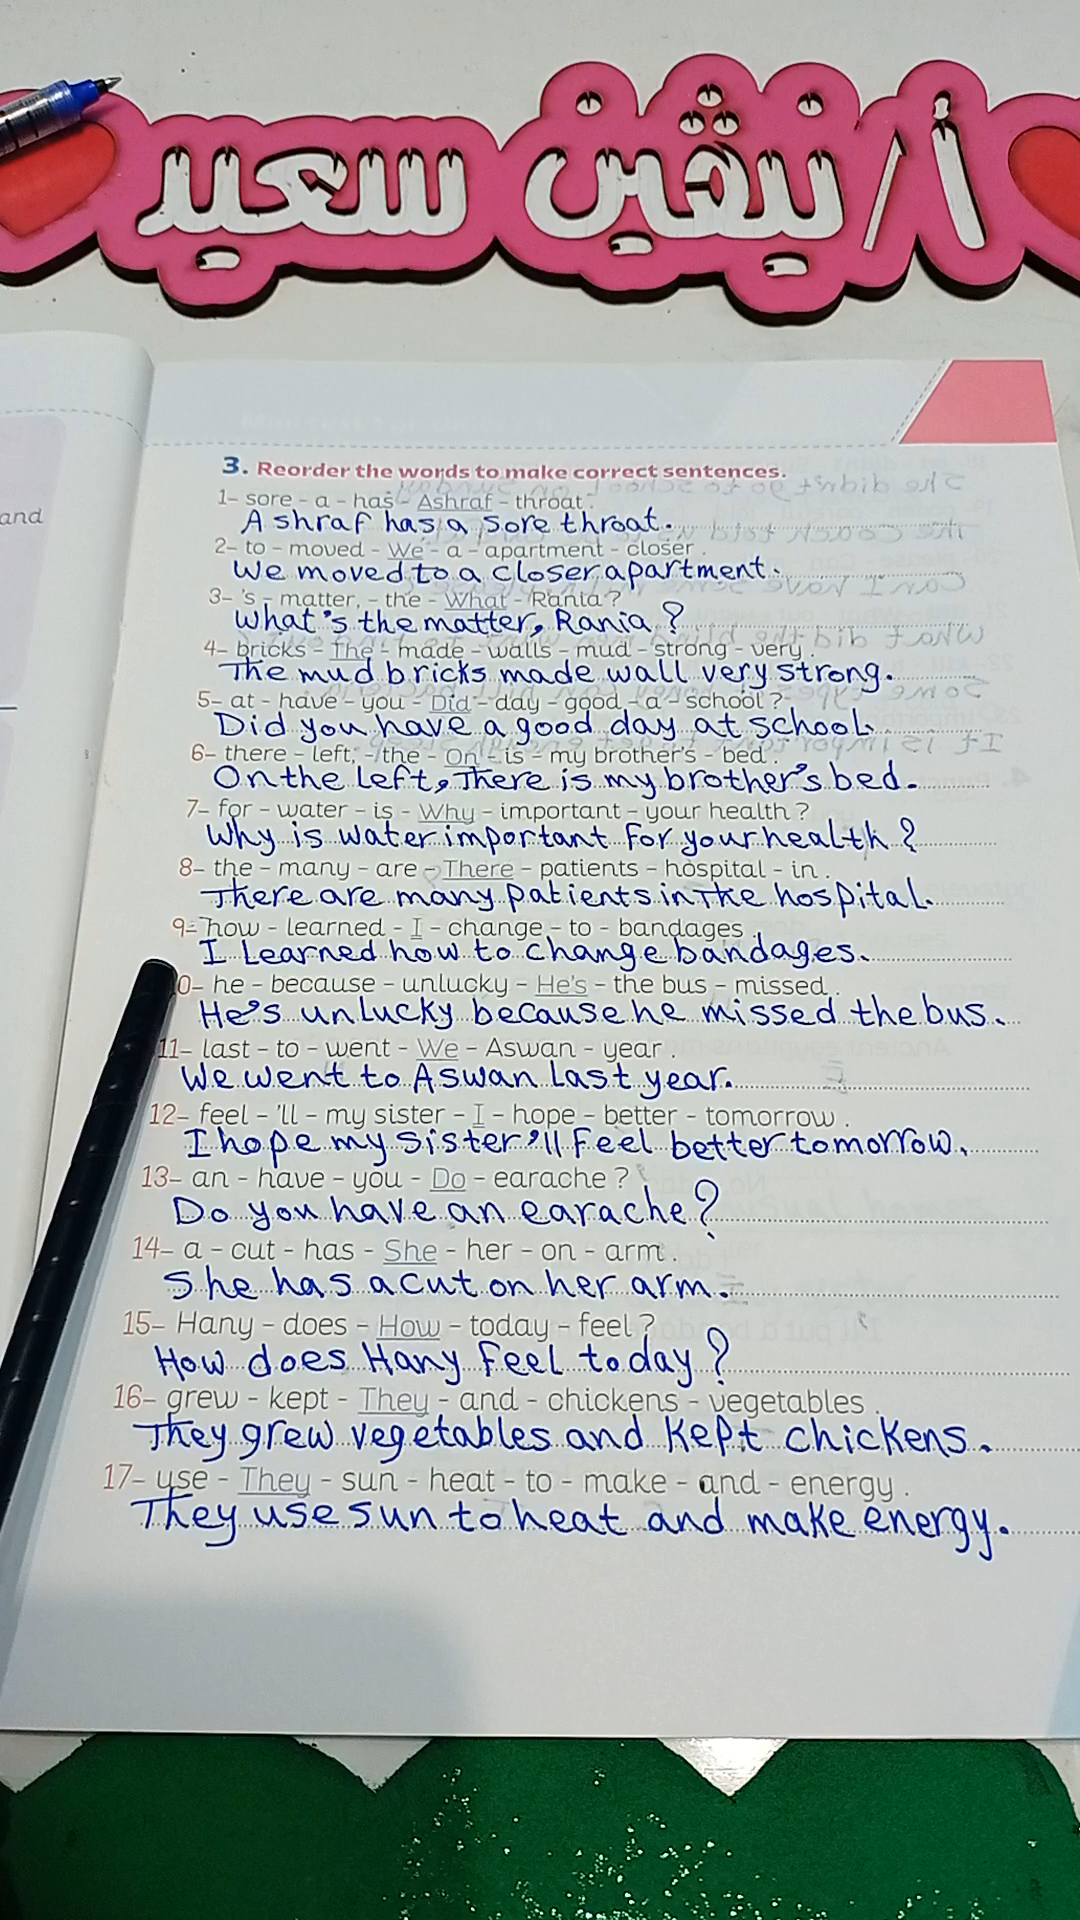 أ/ نيفين سعيد
and
3. Reorder the words to make correct sentences.
1- sore - a - has - Ashraf - throat .
Ashraf has a sore throat.
2- to - moved - We - a - apartment - closer .
We moved to a closer apartment.
3- 's - matter, - the - What - Rania ?
What's the matter, Rania ?
4- bricks - The - made - walls - mud - strong - very .
The mud bricks made wall very strong.
5- at - have - you - Did - day - good - a - school ?
Did you have a good day at school
6- there - left, - the - On - is - my brother's - bed .
On the left, There is my brother's bed.
7- for - water - is - Why - important - your health ?
Why is water important for your health ?
8- the - many - are - There - patients - hospital - in .
There are many patients in the hospital.
9- how - learned - I - change - to - bandages .
I learned how to change bandages.
0- he - because - unlucky - He's - the bus - missed .
He's unlucky because he missed the bus.
11- last - to - went - We - Aswan - year .
We went to Aswan last year.
12- feel - 'll - my sister - I - hope - better - tomorrow .
I hope my sister'll feel better tomorrow.
13- an - have - you - Do - earache ?
Do you have an earache?
14- a - cut - has - She - her - on - arm .
She has a cut on her arm.
15- Hany - does - How - today - feel ?
How does Hany feel today ?
16- grew - kept - They - and - chickens - vegetables .
They grew vegetables and kept chickens.
17- use - They - sun - heat - to - make - and - energy .
They use sun to heat and make energy.